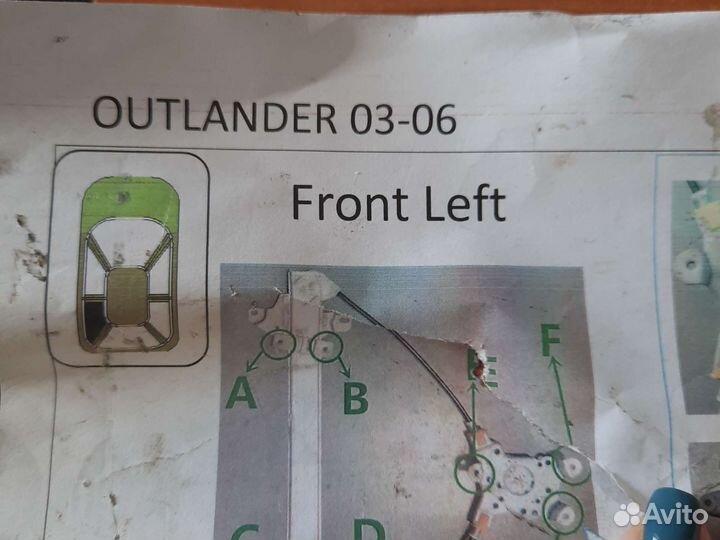 OUTLANDER 03-06
Front Left
F
E
A B
C D
Avito